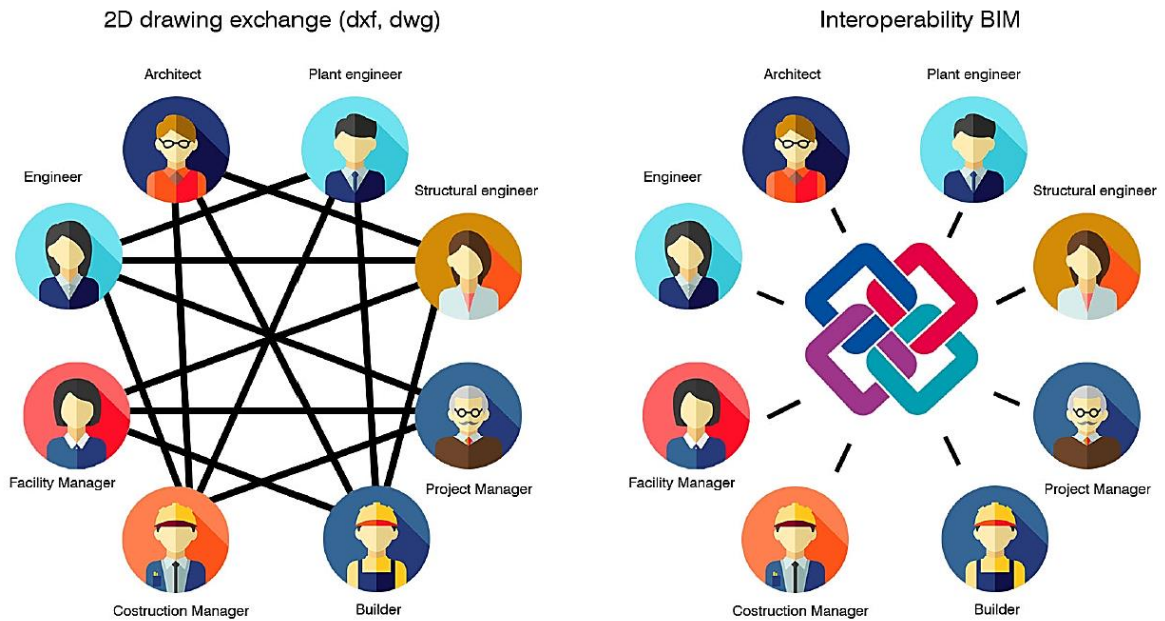 2D drawing exchange (dxf, dwg)
Architect
Plant engineer
Engineer
Structural engineer
Facility Manager
Project Manager
Costruction Manager
Builder
Interoperability BIM
Architect
Plant engineer
Engineer
Structural engineer
Facility Manager
Project Manager
Costruction Manager
Builder